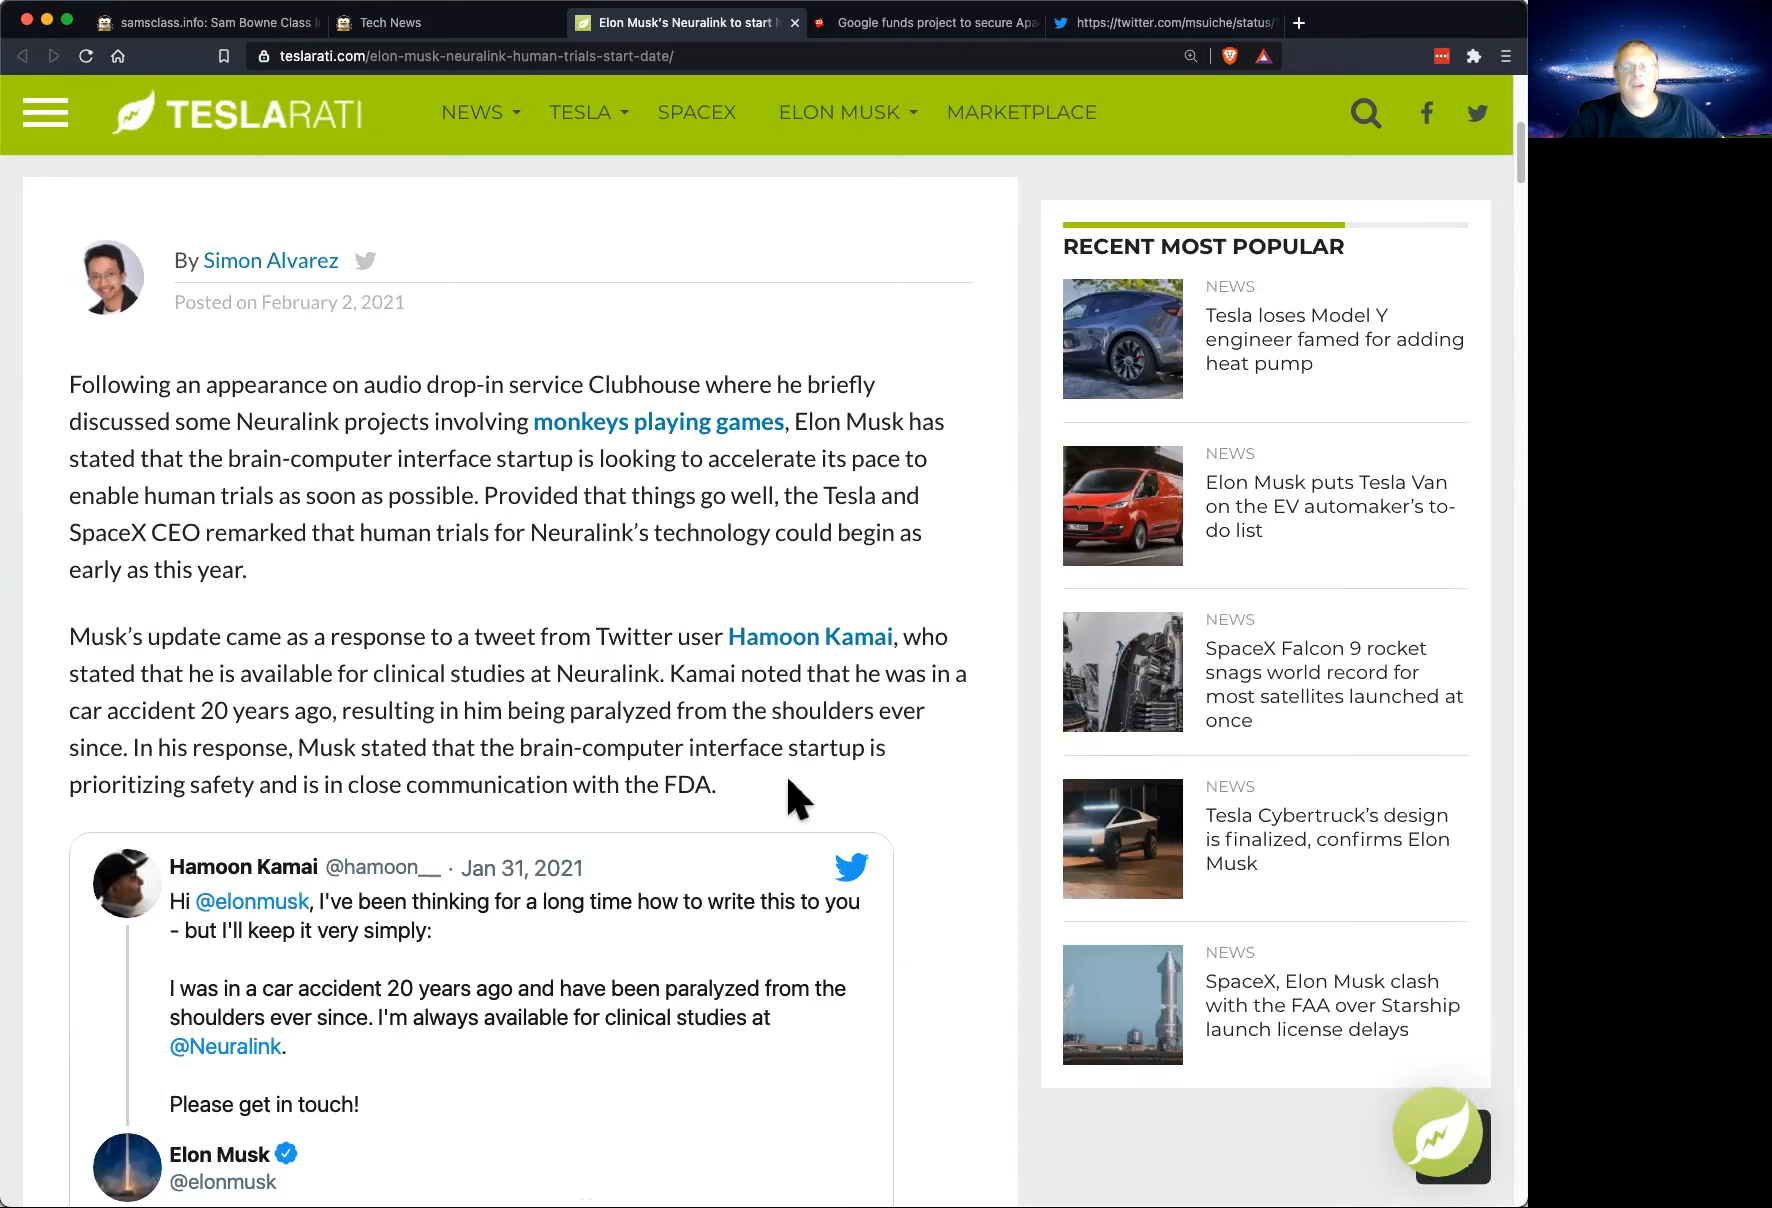 samsclass.info: Sam Bowne Class I
Tech News
Elon Musk's Neuralink to start h
Google funds project to secure Apa
https://twitter.com/msuiche/status/
teslarati.com/elon-musk-neuralink-human-trials-start-date/
TESLARATI
NEWS
TESLA
SPACEX
ELON MUSK
MARKETPLACE
By Simon Alvarez
Posted on February 2, 2021
Following an appearance on audio drop-in service Clubhouse where he briefly
discussed some Neuralink projects involving monkeys playing games, Elon Musk has
stated that the brain-computer interface startup is looking to accelerate its pace to
enable human trials as soon as possible. Provided that things go well, the Tesla and
SpaceX CEO remarked that human trials for Neuralink’s technology could begin as
early as this year.
Musk’s update came as a response to a tweet from Twitter user Hamoon Kamai, who
stated that he is available for clinical studies at Neuralink. Kamai noted that he was in a
car accident 20 years ago, resulting in him being paralyzed from the shoulders ever
since. In his response, Musk stated that the brain-computer interface startup is
prioritizing safety and is in close communication with the FDA.
Hamoon Kamai @hamoon__ · Jan 31, 2021
Hi @elonmusk, I've been thinking for a long time how to write this to you
- but I'll keep it very simply:
I was in a car accident 20 years ago and have been paralyzed from the
shoulders ever since. I'm always available for clinical studies at
@Neuralink.
Please get in touch!
Elon Musk
@elonmusk
RECENT MOST POPULAR
NEWS
Tesla loses Model Y
engineer famed for adding
heat pump
NEWS
Elon Musk puts Tesla Van
on the EV automaker’s to-
do list
NEWS
SpaceX Falcon 9 rocket
snags world record for
most satellites launched at
once
NEWS
Tesla Cybertruck’s design
is finalized, confirms Elon
Musk
NEWS
SpaceX, Elon Musk clash
with the FAA over Starship
launch license delays